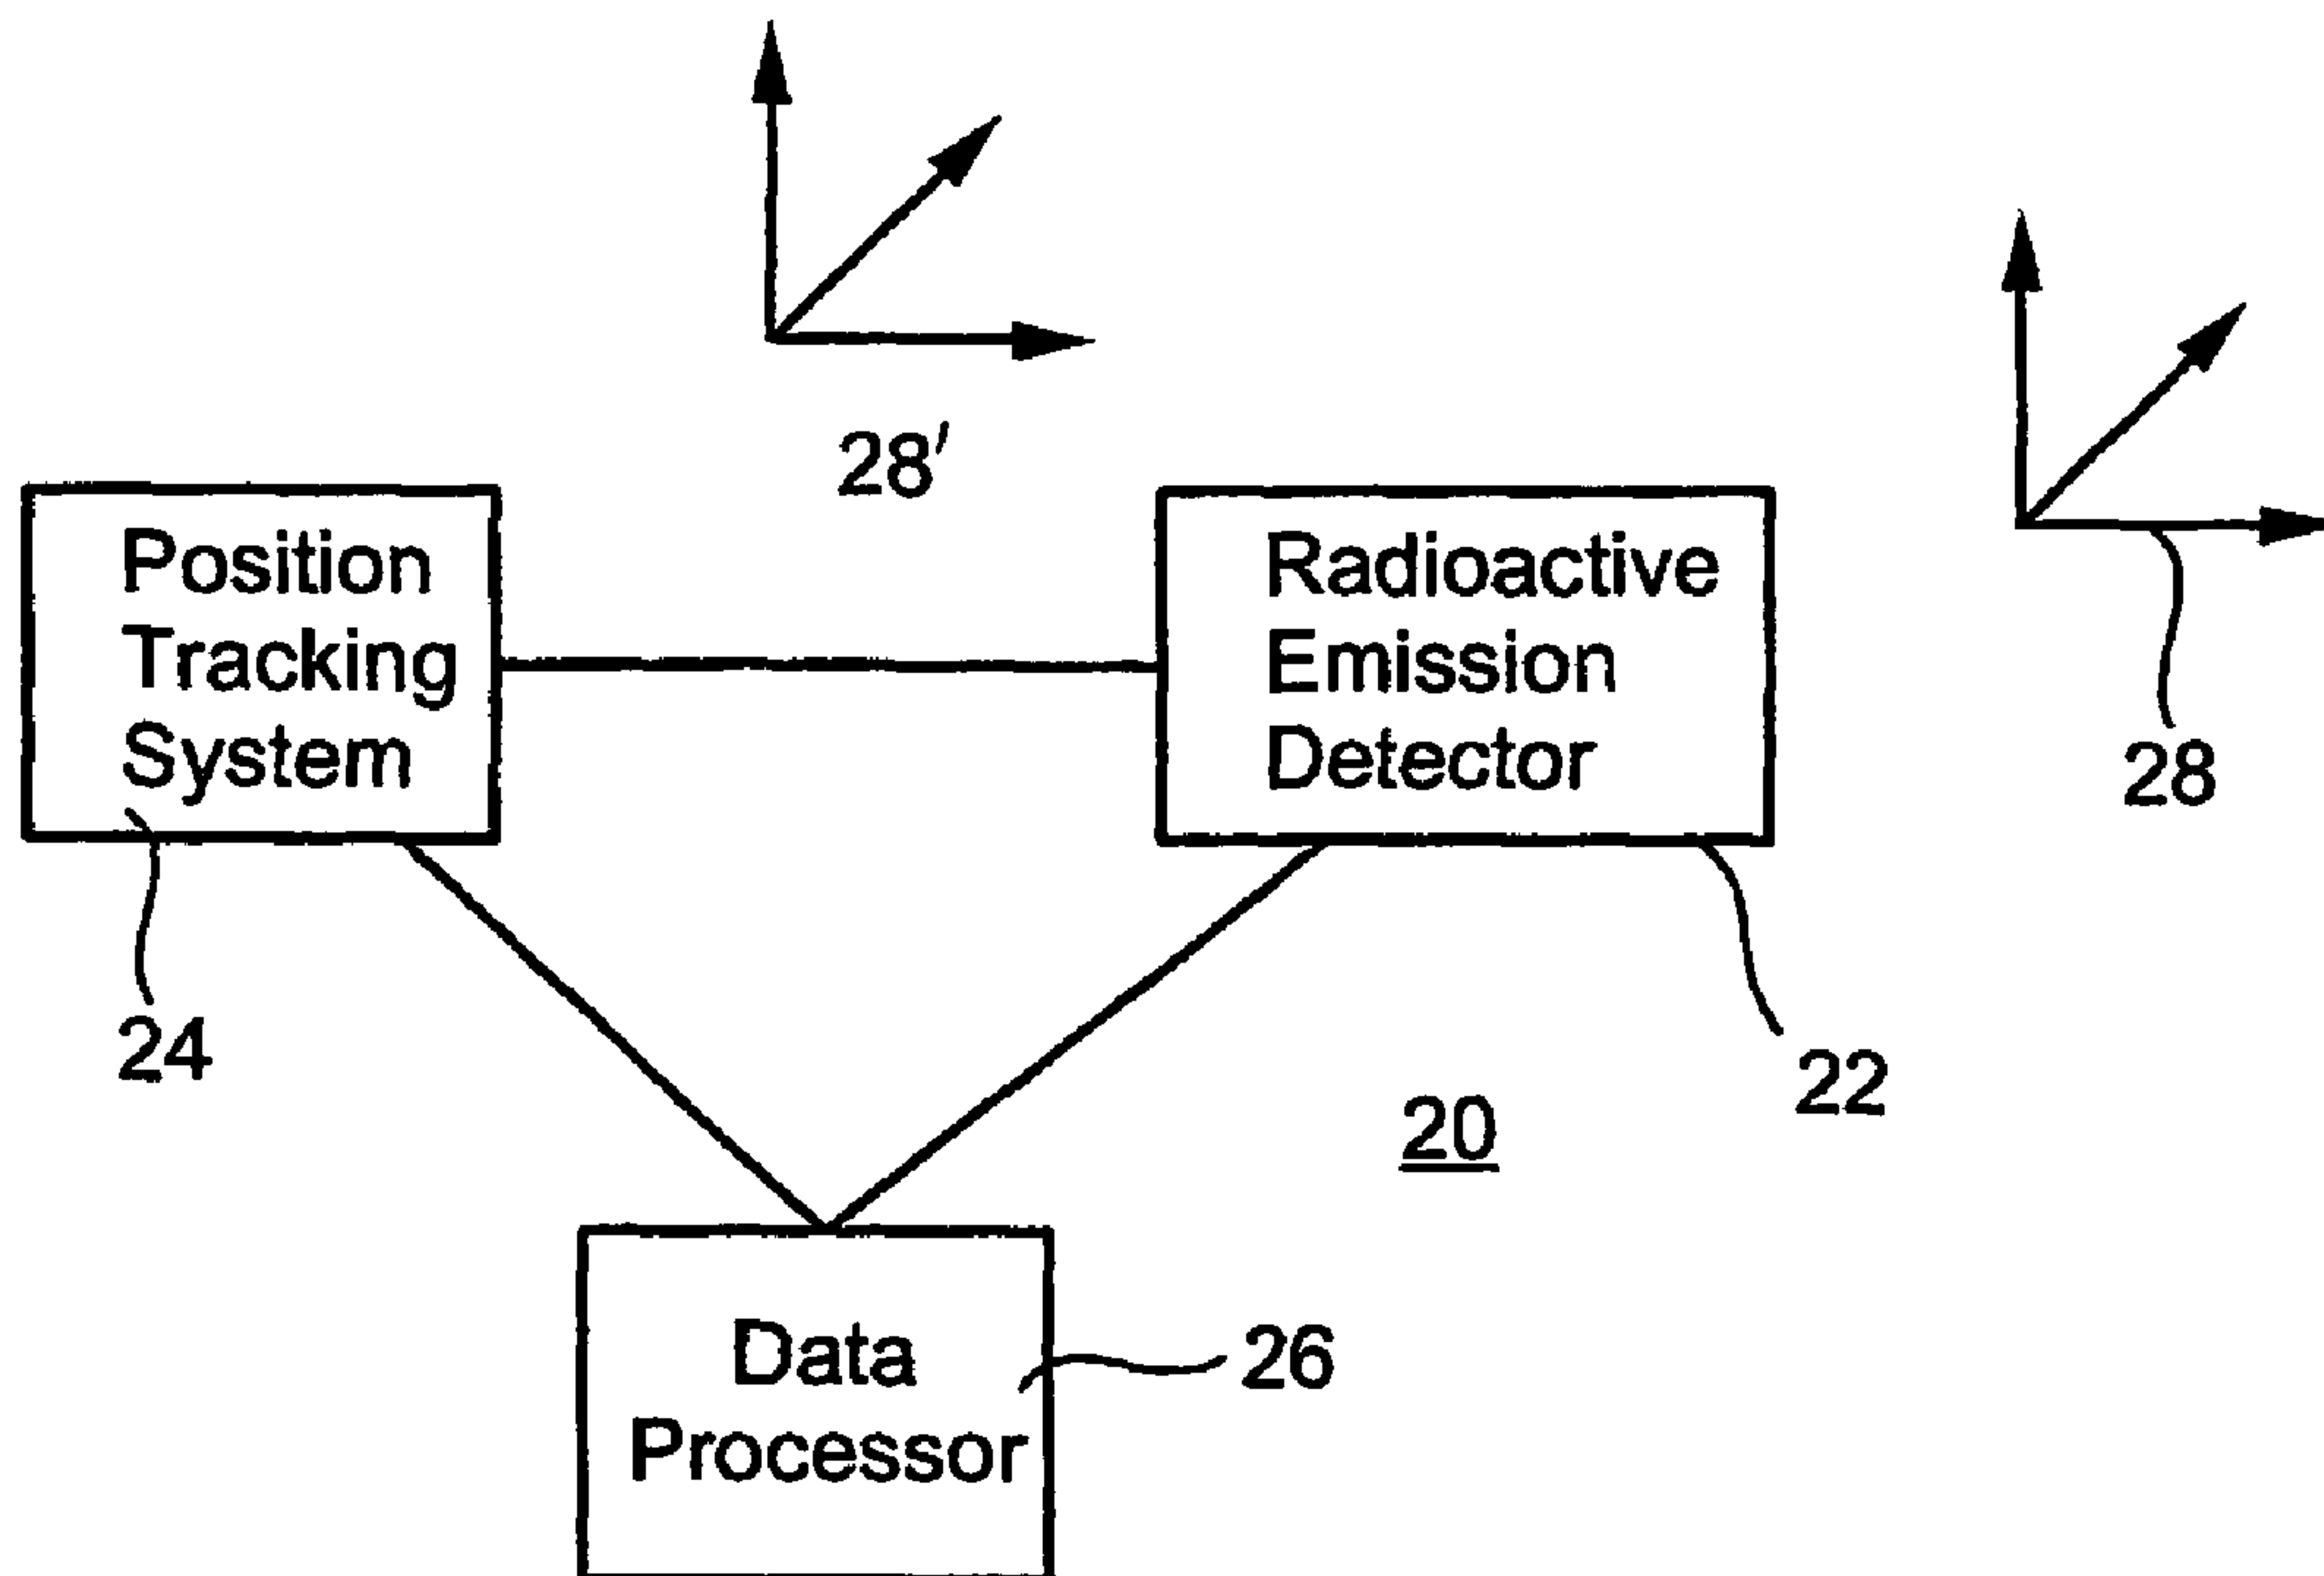 28'
Position
Tracking
System
Radioactive
Emission
Detector
28
24
22
20
Data
Processor
26